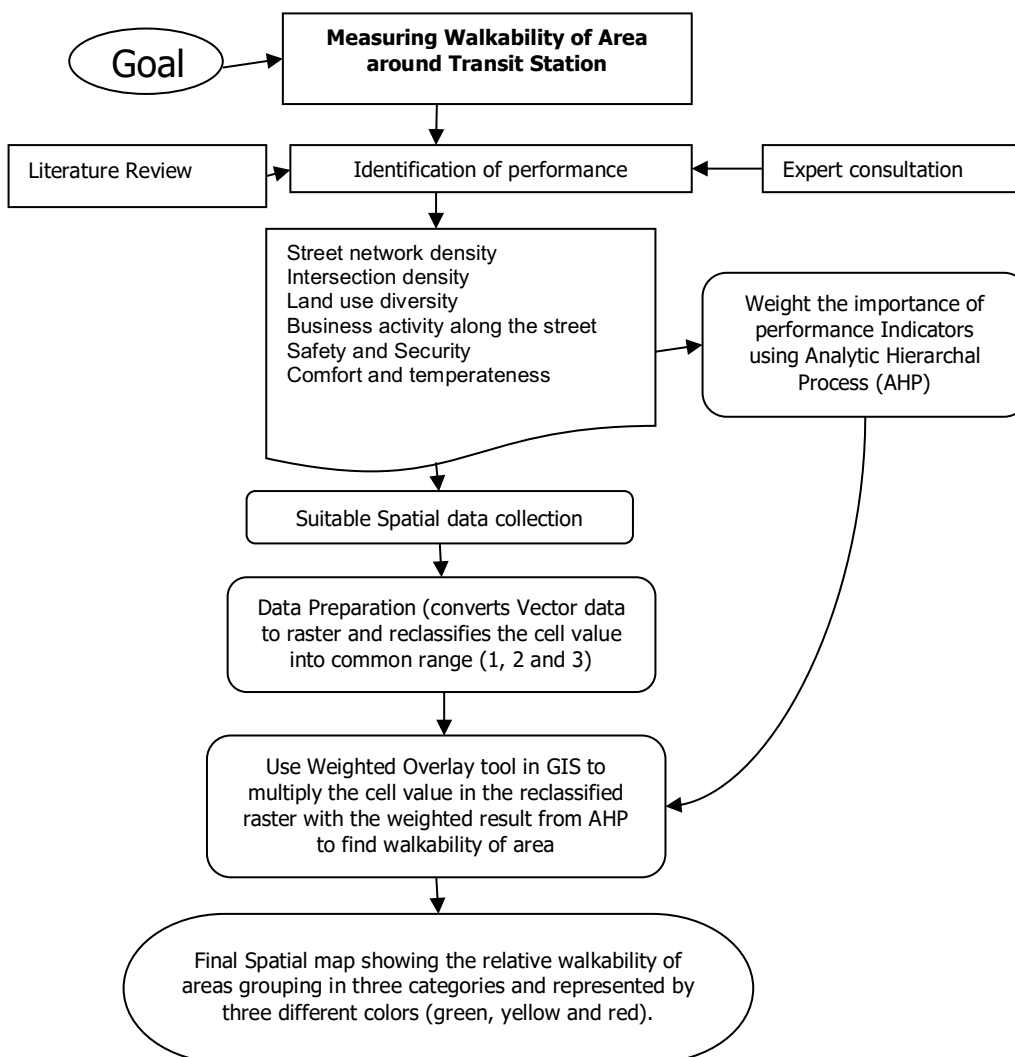 Goal
Measuring Walkability of Area
around Transit Station
Literature Review
Identification of performance
Expert consultation
Street network density
Intersection density
Land use diversity
Business activity along the street
Safety and Security
Comfort and temperateness
Weight the importance of
performance Indicators
using Analytic Hierarchal
Process (AHP)
Suitable Spatial data collection
Data Preparation (converts Vector data
to raster and reclassifies the cell value
into common range (1, 2 and 3)
Use Weighted Overlay tool in GIS to
multiply the cell value in the reclassified
raster with the weighted result from AHP
to find walkability of area
Final Spatial map showing the relative walkability of
areas grouping in three categories and represented by
three different colors (green, yellow and red).